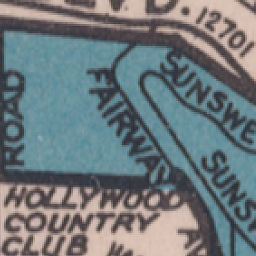 12701
SUNSWE
FAIRWAY
ROAD
SUNS
HOLLYWOOD
COUNTRY
CLUB